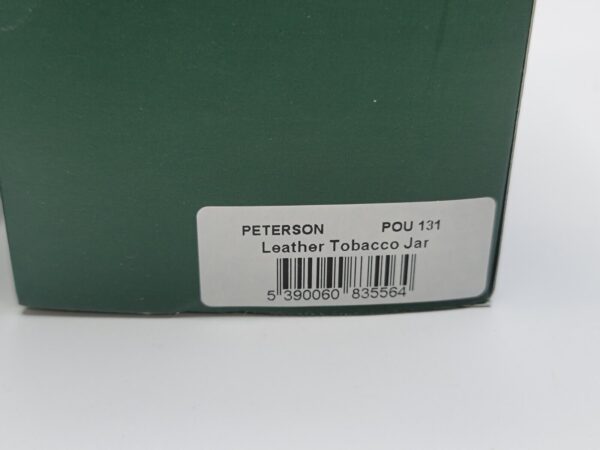 PETERSON POU 131
Leather Tobacco Jar
5 390060 835564